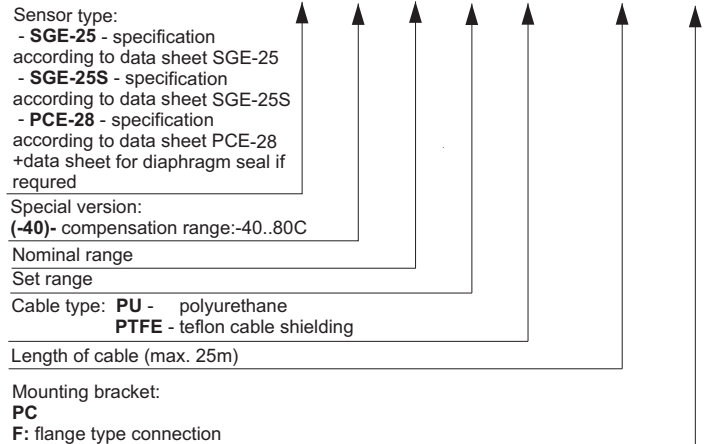 Sensor type:
- SGE-25 - specification
according to data sheet SGE-25
- SGE-25S - specification
according to data sheet SGE-25S
- PCE-28 - specification
according to data sheet PCE-28
+data sheet for diaphragm seal if
requred
Special version:
(-40)- compensation range:-40..80C
Nominal range
Set range
Cable type: PU - polyurethane
PTFE - teflon cable shielding
Length of cable (max. 25m)
Mounting bracket:
PC
F: flange type connection